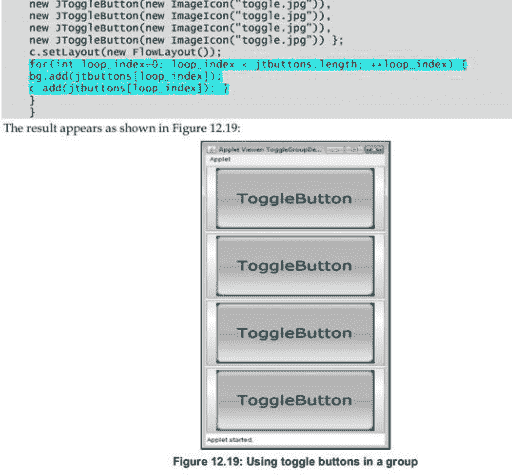 new JToggleButton(new ImageIcon("toggle.jpg")),
new JToggleButton(new ImageIcon("toggle.jpg")),
new JToggleButton(new ImageIcon("toggle.jpg")),
new JToggleButton(new ImageIcon("toggle.jpg")) };
c.setLayout(new FlowLayout());
for(int loop_index=0; loop_index < jtbuttons.length; ++loop_index) {
bg.add(jtbuttons[loop_index]);
c.add(jtbuttons[loop_index]); }
}
}
The result appears as shown in Figure 12.19:
Applet Viewer: ToggleGroupDe...
Applet
ToggleButton
ToggleButton
ToggleButton
ToggleButton
Applet started.
Figure 12.19: Using toggle buttons in a group